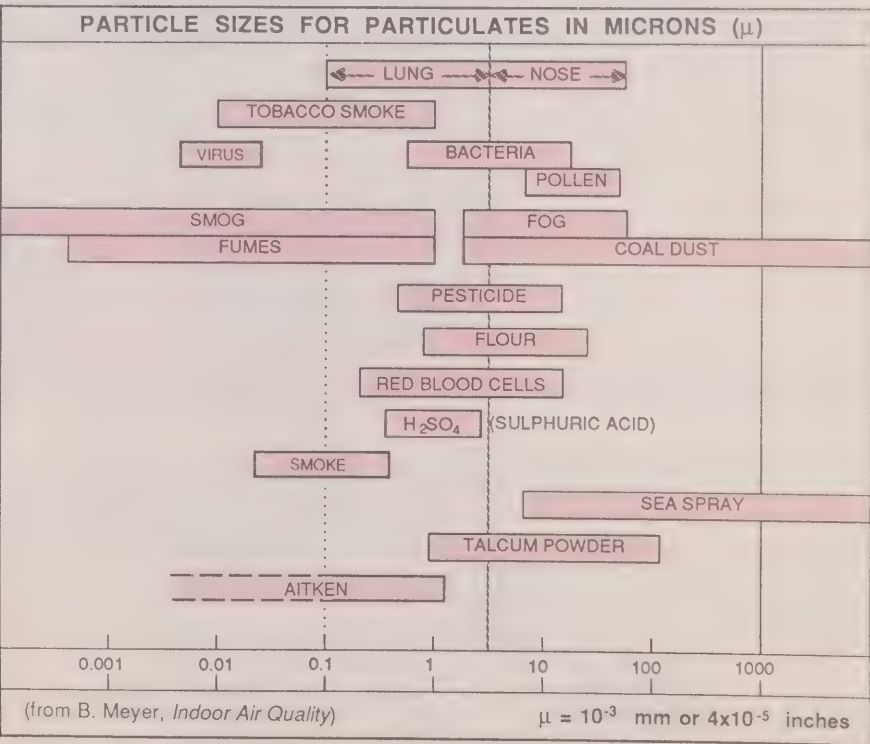 PARTICLE SIZES FOR PARTICULATES IN MICRONS (μ)
LUNG NOSE
TOBACCO SMOKE
VIRUS BACTERIA
POLLEN
SMOG FOG
FUMES COAL DUST
PESTICIDE
FLOUR
RED BLOOD CELLS
H₂SO₄ (SULPHURIC ACID)
SMOKE
SEA SPRAY
TALCUM POWDER
AITKEN
0.001 0.01 0.1 1 10 100 1000
(from B. Meyer, Indoor Air Quality) μ = 10⁻³ mm or 4x10⁻⁵ inches